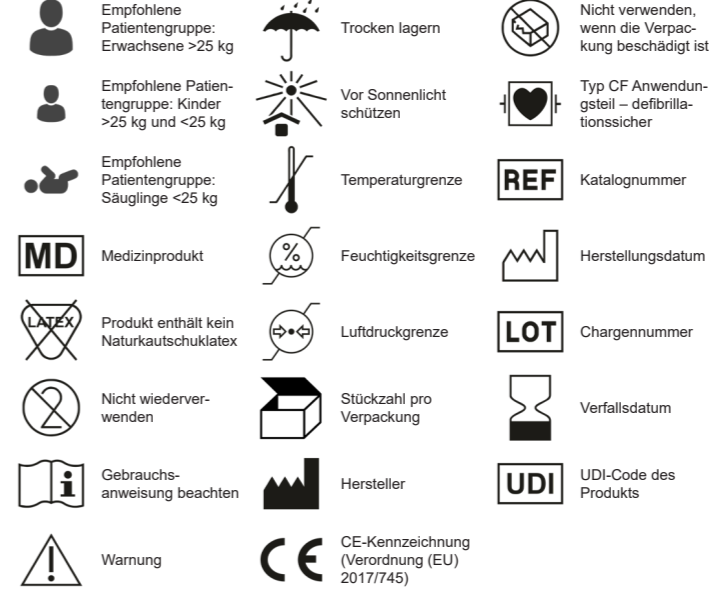 Empfohlene
Patientengruppe:
Erwachsene >25 kg
Empfohlene Patien-
tengruppe: Kinder
>25 kg und <25 kg
Empfohlene
Patientengruppe:
Säuglinge <25 kg
MD
Medizinprodukt
LATEX
Produkt enthält kein
Naturkautschuklatex
2
Nicht wiederver-
wenden
i
Gebrauchs-
anweisung beachten
!
Warnung
Trocken lagern
Vor Sonnenlicht
schützen
Temperaturgrenze
%
Feuchtigkeitsgrenze
Luftdruckgrenze
Stückzahl pro
Verpackung
Hersteller
CE
CE-Kennzeichnung
(Verordnung (EU)
2017/745)
Nicht verwenden,
wenn die Verpac-
kung beschädigt ist
Typ CF Anwendun-
gsteil – defibrilla-
tionssicher
REF
Katalognummer
Herstellungsdatum
LOT
Chargennummer
Verfallsdatum
UDI
UDI-Code des
Produkts